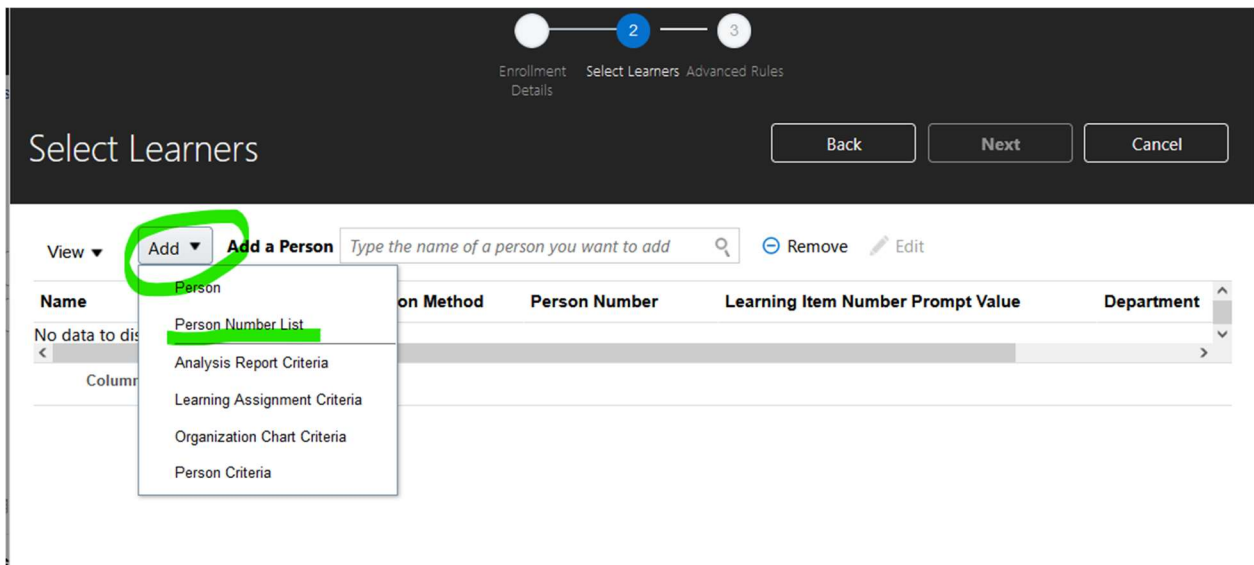 2
3
Enrollment Select Learners Advanced Rules
Details
Select Learners
Back Next Cancel
View Add Add a Person Type the name of a person you want to add Remove Edit
Name on Method Person Number Learning Item Number Prompt Value Department
No data to dis
Colum
Person
Person Number List
Analysis Report Criteria
Learning Assignment Criteria
Organization Chart Criteria
Person Criteria